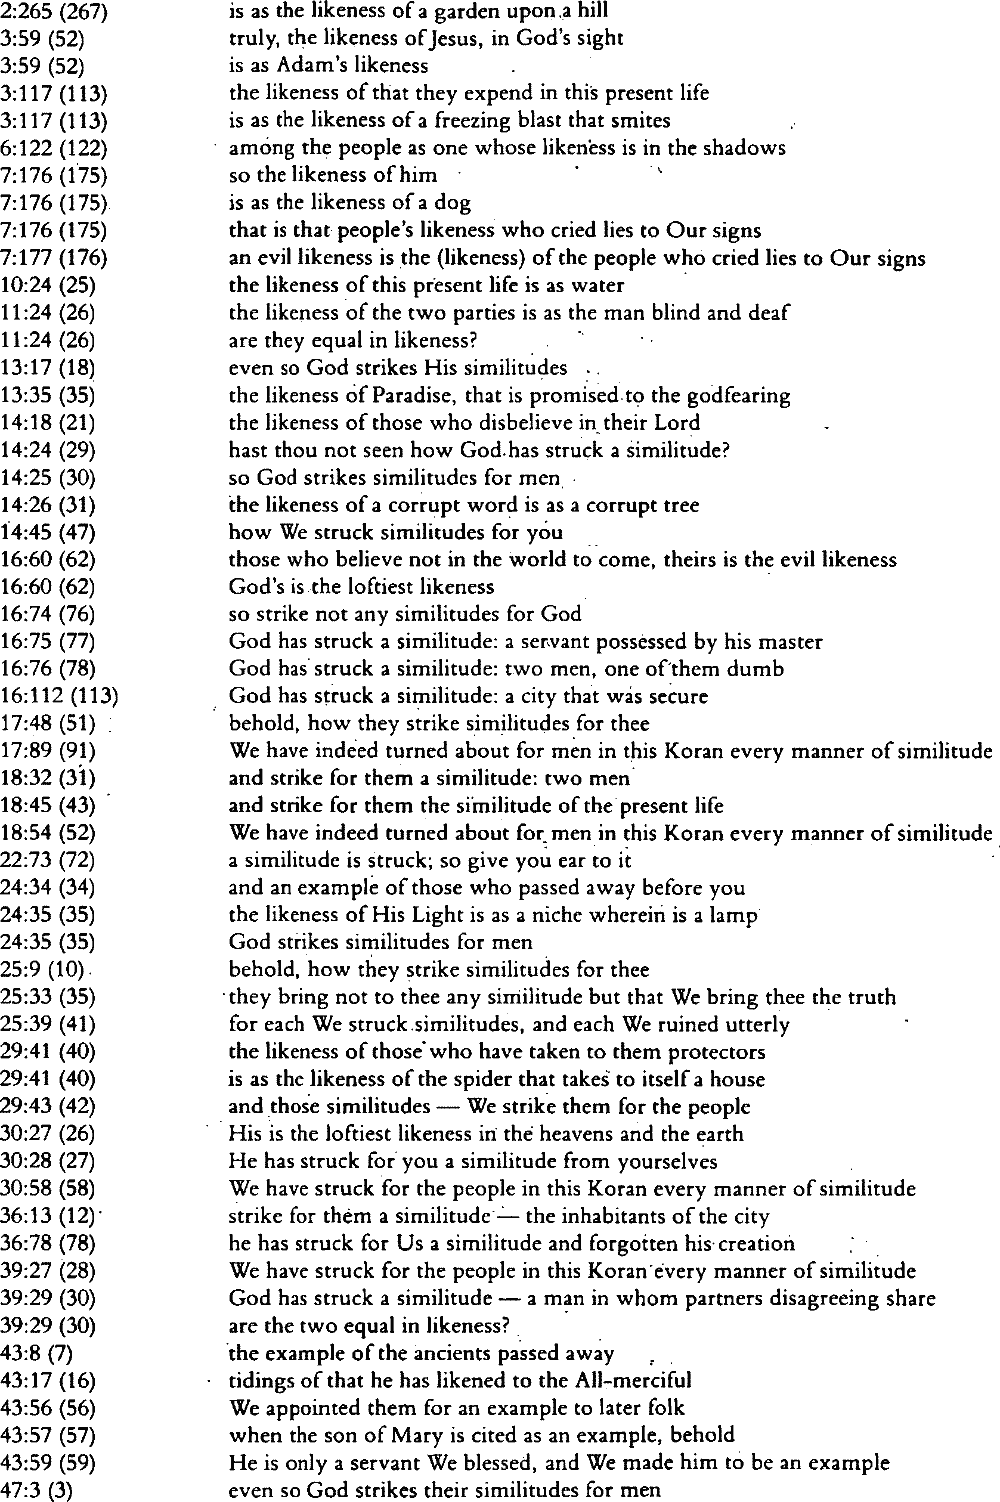 2:265 (267) is as the likeness of a garden upon a hill
3:59 (52) truly, the likeness of Jesus, in God's sight
3:59 (52) is as Adam's likeness
3:117 (113) the likeness of that they expend in this present life
3:117 (113) is as the likeness of a freezing blast that smites
6:122 (122) among the people as one whose likeness is in the shadows
7:176 (175) so the likeness of him
7:176 (175) is as the likeness of a dog
7:176 (175) that is that people's likeness who cried lies to Our signs
7:177 (176) an evil likeness is the (likeness) of the people who cried lies to Our signs
10:24 (25) the likeness of this present life is as water
11:24 (26) the likeness of the two parties is as the man blind and deaf
11:24 (26) are they equal in likeness?
13:17 (18) even so God strikes His similitudes
13:35 (35) the likeness of Paradise, that is promised to the godfearing
14:18 (21) the likeness of those who disbelieve in their Lord
14:24 (29) hast thou not seen how God has struck a similitude?
14:25 (30) so God strikes similitudes for men
14:26 (31) the likeness of a corrupt word is as a corrupt tree
14:45 (47) how We struck similitudes for you
16:60 (62) those who believe not in the world to come, theirs is the evil likeness
16:60 (62) God's is the loftiest likeness
16:74 (76) so strike not any similitudes for God
16:75 (77) God has struck a similitude: a servant possessed by his master
16:76 (78) God has struck a similitude: two men, one of them dumb
16:112 (113) God has struck a similitude: a city that was secure
17:48 (51) behold, how they strike similitudes for thee
17:89 (91) We have indeed turned about for men in this Koran every manner of similitude
18:32 (31) and strike for them a similitude: two men
18:45 (43) and strike for them the similitude of the present life
18:54 (52) We have indeed turned about for men in this Koran every manner of similitude
22:73 (72) a similitude is struck; so give you ear to it
24:34 (34) and an example of those who passed away before you
24:35 (35) the likeness of His Light is as a niche wherein is a lamp
24:35 (35) God strikes similitudes for men
25:9 (10) behold, how they strike similitudes for thee
25:33 (35) they bring not to thee any similitude but that We bring thee the truth
25:39 (41) for each We struck similitudes, and each We ruined utterly
29:41 (40) the likeness of those who have taken to them protectors
29:41 (40) is as the likeness of the spider that takes to itself a house
29:43 (42) and those similitudes — We strike them for the people
30:27 (26) His is the loftiest likeness in the heavens and the earth
30:28 (27) He has struck for you a similitude from yourselves
30:58 (58) We have struck for the people in this Koran every manner of similitude
36:13 (12) strike for them a similitude — the inhabitants of the city
36:78 (78) he has struck for Us a similitude and forgotten his creation
39:27 (28) We have struck for the people in this Koran every manner of similitude
39:29 (30) God has struck a similitude — a man in whom partners disagreeing share
39:29 (30) are the two equal in likeness?
43:8 (7) the example of the ancients passed away
43:17 (16) tidings of that he has likened to the All-merciful
43:56 (56) We appointed them for an example to later folk
43:57 (57) when the son of Mary is cited as an example, behold
43:59 (59) He is only a servant We blessed, and We made him to be an example
47:3 (3) even so God strikes their similitudes for men